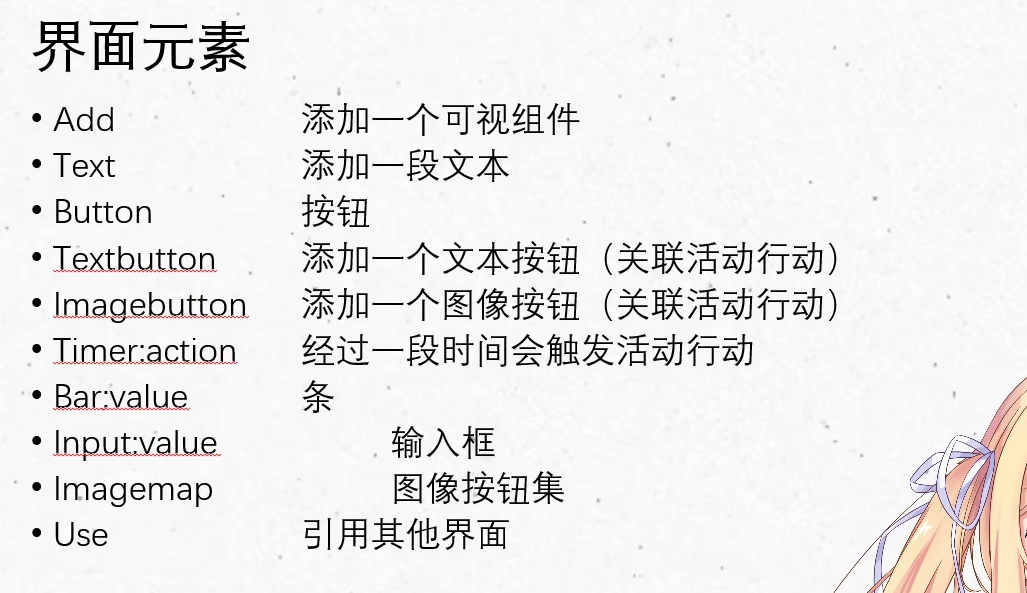 界面元素
• Add 添加一个可视组件
• Text 添加一段文本
• Button 按钮
• Textbutton 添加一个文本按钮（关联活动行动）
• Imagebutton 添加一个图像按钮（关联活动行动）
• Timer:action 经过一段时间会触发活动行动
• Bar:value 条
• Input:value 输入框
• Imagemap 图像按钮集
• Use 引用其他界面